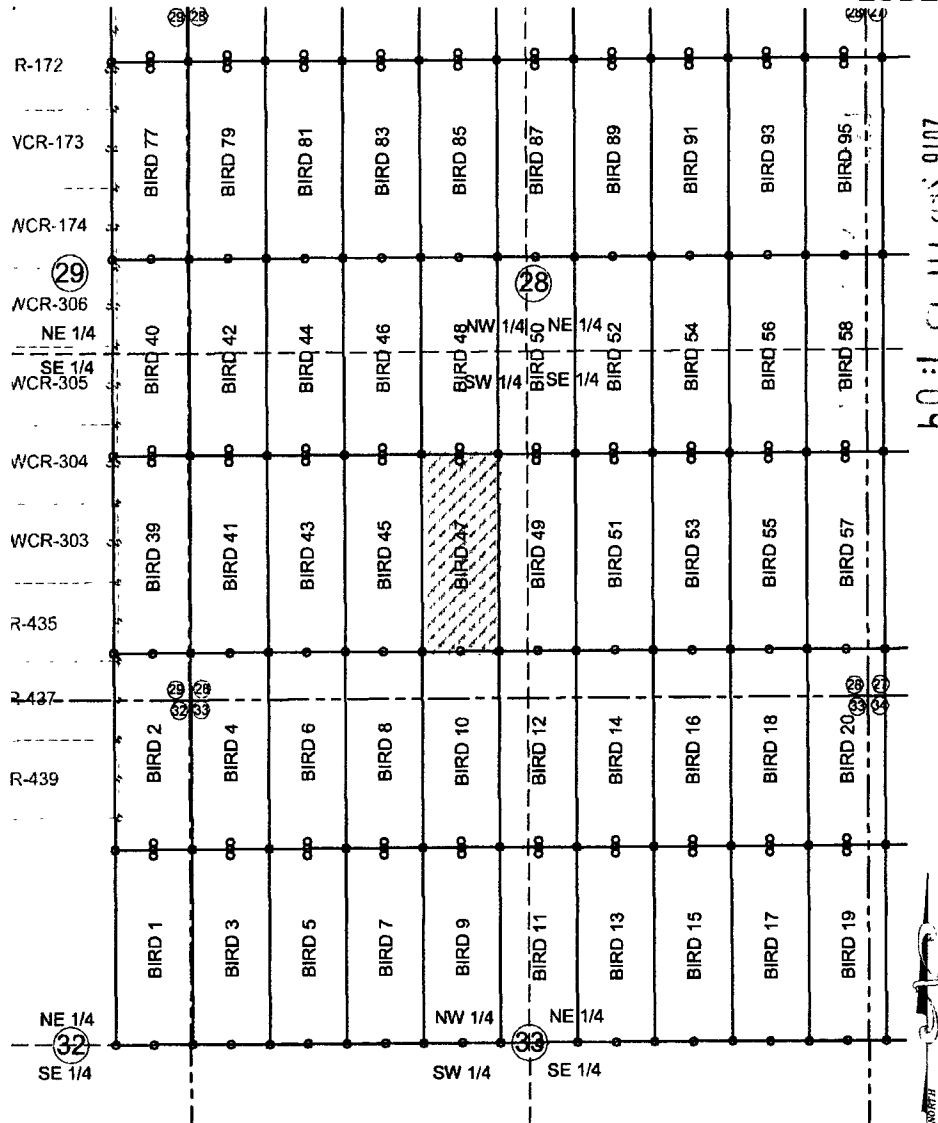 29 28
28 27
R-172
BIRD 77
BIRD 79
BIRD 81
BIRD 83
BIRD 85
BIRD 87
BIRD 89
BIRD 91
BIRD 93
BIRD 95
WCR-173
WCR-174
29
28
WCR-306
NE 1/4
NW 1/4
NE 1/4
BIRD 40
BIRD 42
BIRD 44
BIRD 46
BIRD 48
BIRD 50
BIRD 52
BIRD 54
BIRD 56
BIRD 58
SE 1/4
SW 1/4
SE 1/4
WCR-305
WCR-304
WCR-303
BIRD 39
BIRD 41
BIRD 43
BIRD 45
BIRD 47
BIRD 49
BIRD 51
BIRD 53
BIRD 55
BIRD 57
R-435
29 28
32 33
28 27
33 34
R-437
BIRD 2
BIRD 4
BIRD 6
BIRD 8
BIRD 10
BIRD 12
BIRD 14
BIRD 16
BIRD 18
BIRD 20
R-439
BIRD 1
BIRD 3
BIRD 5
BIRD 7
BIRD 9
BIRD 11
BIRD 13
BIRD 15
BIRD 17
BIRD 19
NE 1/4
NW 1/4
NE 1/4
32
33
SE 1/4
SW 1/4
SE 1/4
NORTH